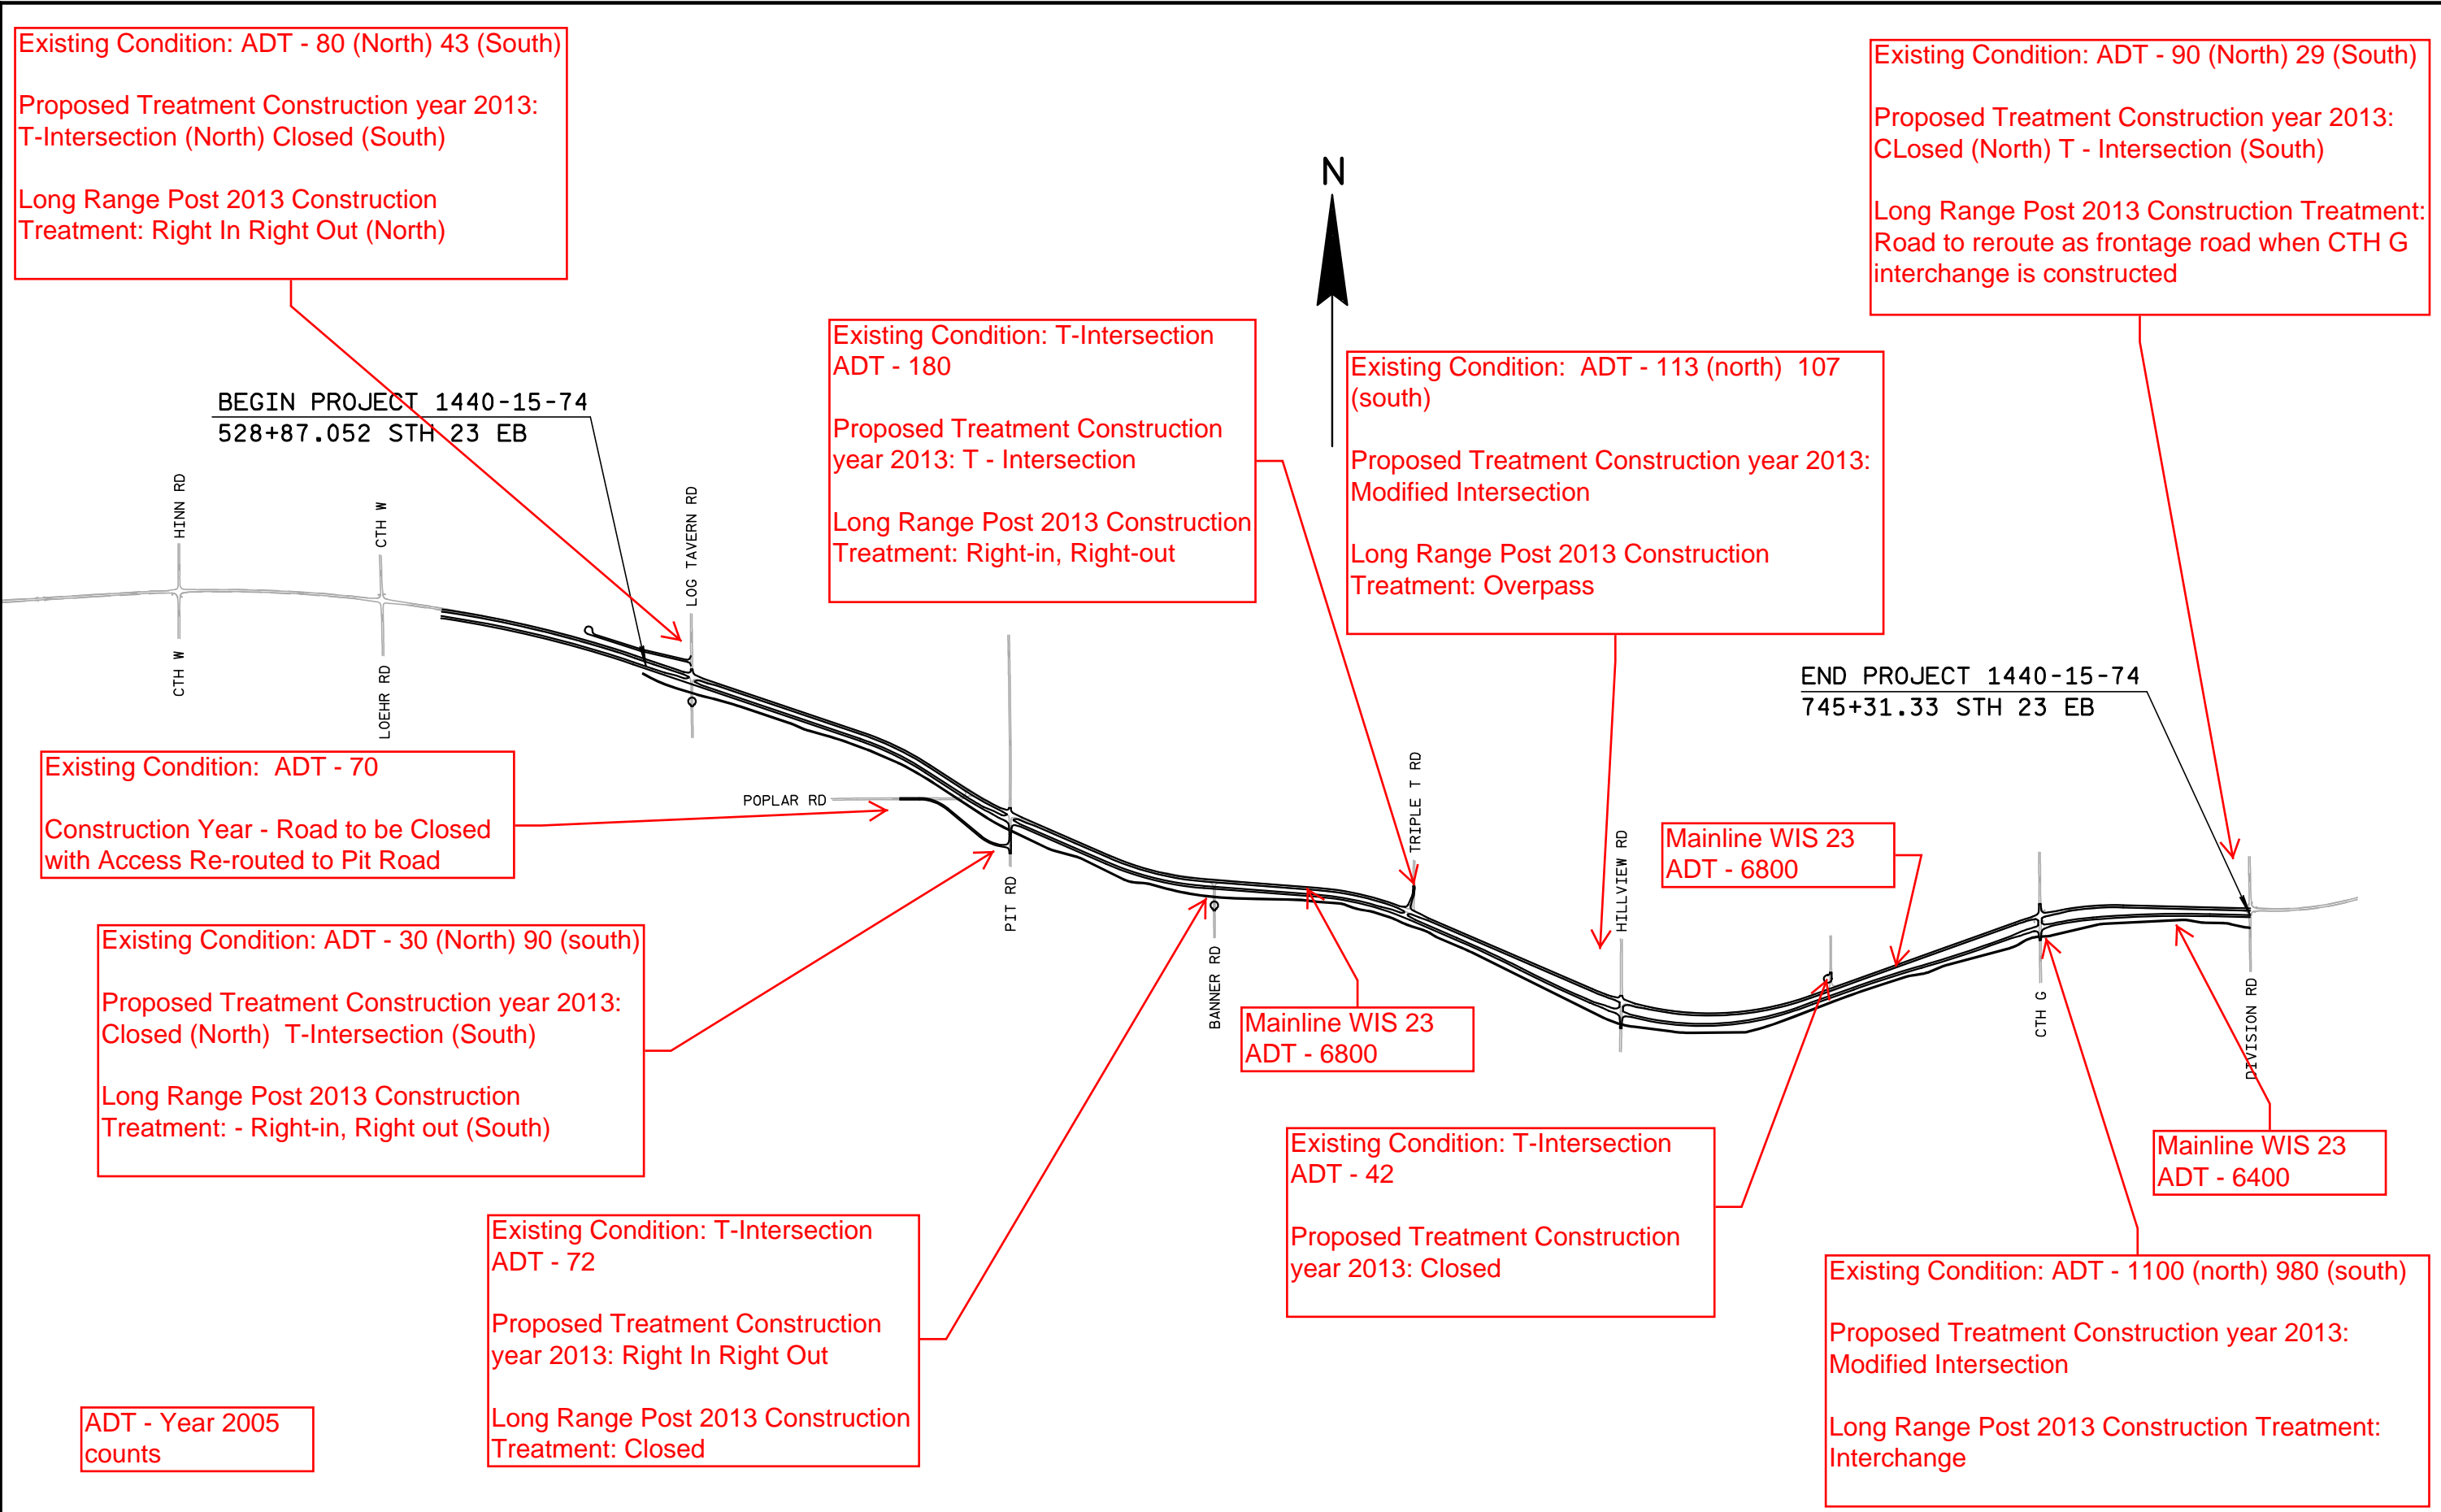 Existing Condition: ADT - 80 (North) 43 (South)
Proposed Treatment Construction year 2013:
T-Intersection (North) Closed (South)
Long Range Post 2013 Construction
Treatment: Right In Right Out (North)
Existing Condition: ADT - 90 (North) 29 (South)
Proposed Treatment Construction year 2013:
CLosed (North) T - Intersection (South)
Long Range Post 2013 Construction Treatment:
Road to reroute as frontage road when CTH G
interchange is constructed
N
Existing Condition: T-Intersection
ADT - 180
Proposed Treatment Construction
year 2013: T - Intersection
Long Range Post 2013 Construction
Treatment: Right-in, Right-out
Existing Condition: ADT - 113 (north) 107
(south)
Proposed Treatment Construction year 2013:
Modified Intersection
Long Range Post 2013 Construction
Treatment: Overpass
BEGIN PROJECT 1440-15-74
528+87.052 STH 23 EB
HINN RD
CTH W
LOG TAVERN RD
CTH W
LOEHR RD
END PROJECT 1440-15-74
745+31.33 STH 23 EB
Existing Condition: ADT - 70
Construction Year - Road to be Closed
with Access Re-routed to Pit Road
POPLAR RD
PIT RD
TRIPLE T RD
HILLVIEW RD
Mainline WIS 23
ADT - 6800
BANNER RD
Mainline WIS 23
ADT - 6800
CTH G
DIVISION RD
Existing Condition: ADT - 30 (North) 90 (south)
Proposed Treatment Construction year 2013:
Closed (North) T-Intersection (South)
Long Range Post 2013 Construction
Treatment: - Right-in, Right out (South)
Existing Condition: T-Intersection
ADT - 42
Proposed Treatment Construction
year 2013: Closed
Mainline WIS 23
ADT - 6400
Existing Condition: T-Intersection
ADT - 72
Proposed Treatment Construction
year 2013: Right In Right Out
Long Range Post 2013 Construction
Treatment: Closed
Existing Condition: ADT - 1100 (north) 980 (south)
Proposed Treatment Construction year 2013:
Modified Intersection
Long Range Post 2013 Construction Treatment:
Interchange
ADT - Year 2005
counts